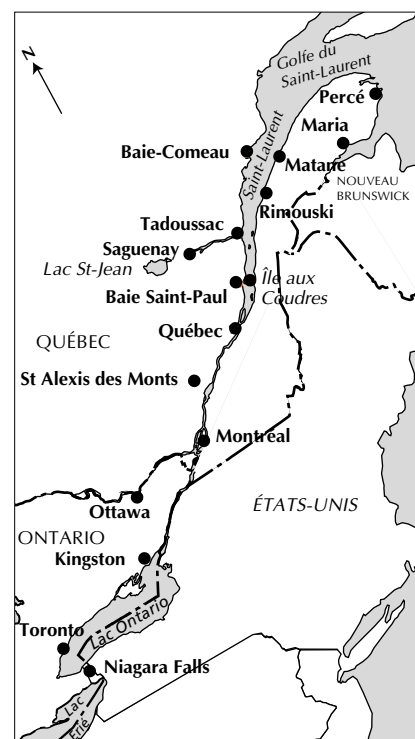 N
Golfe du
Saint-Laurent
Percé
Maria
Baie-Comeau
Saint-Laurent
Matane
NOUVEAU
BRUNSWICK
Rimouski
Tadoussac
Saguenay
Lac St-Jean
Île aux
Coudres
Baie Saint-Paul
Québec
QUÉBEC
St Alexis des Monts
Montreal
Ottawa
ÉTATS-UNIS
ONTARIO
Kingston
Lac Ontario
Toronto
Niagara Falls
Lac
Érié